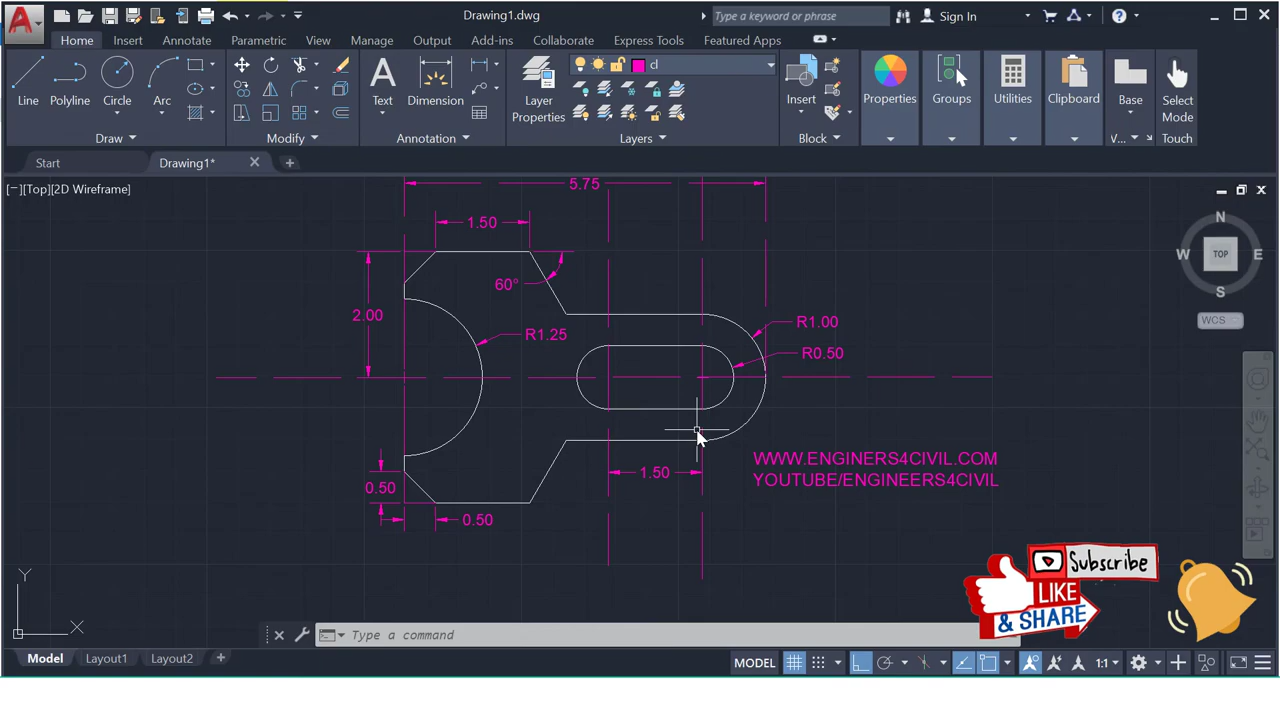 Drawing1.dwg
Type a keyword or phrase
Sign In
Home Insert Annotate Parametric View Manage Output Add-ins Collaborate Express Tools Featured Apps
cl
Line Polyline Circle Arc
Text Dimension
Layer
Properties
Insert
Properties Groups Utilities Clipboard Base
Select
Mode
Draw Modify Annotation Layers Block V... Touch
Start Drawing1*
[−][Top][2D Wireframe]
5.75
1.50
60°
2.00
R1.25
R1.00
R0.50
1.50
0.50
0.50
WWW.ENGINERS4CIVIL.COM
YOUTUBE/ENGINEERS4CIVIL
N
W TOP E
S
WCS
Y
X
Subscribe
LIKE
& SHARE
Type a command
Model Layout1 Layout2
MODEL 1:1